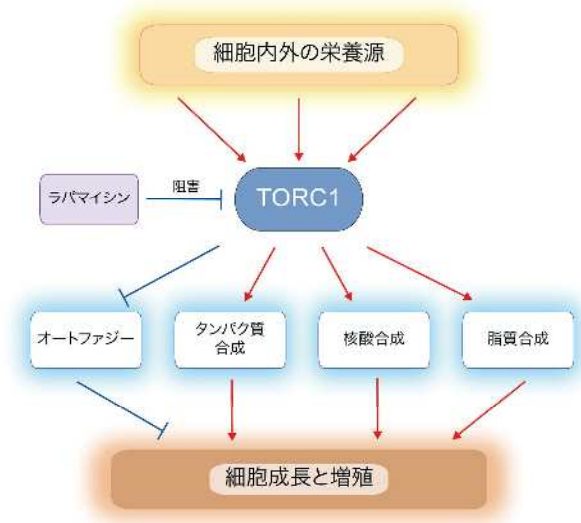 細胞内外の栄養源
ラパマイシン
阻害
TORC1
オートファジー
タンパク質
合成
核酸合成
脂質合成
細胞成長と増殖